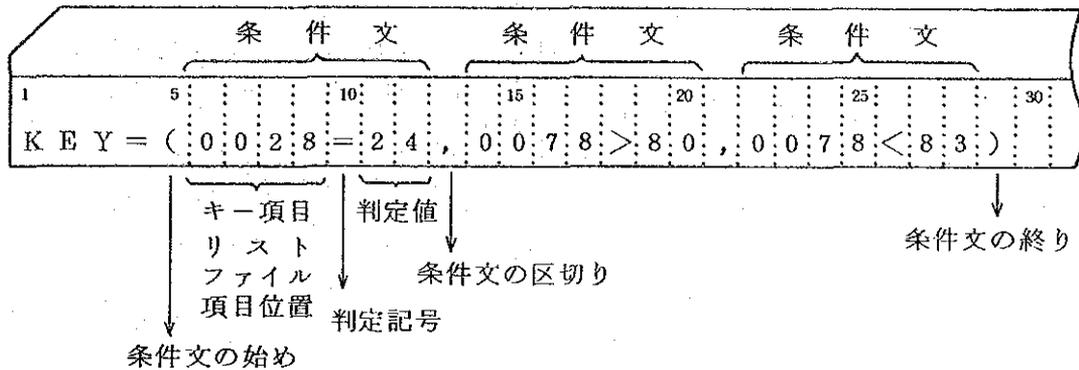 条件文 条件文 条件文
1 5 10 15 20 25 30
KEY=(0028=24,0078>80,0078<83)
キー項目 判定値 条件文の終り
リスト
ファイル 条件文の区切り
項目位置 判定記号
条件文の始め